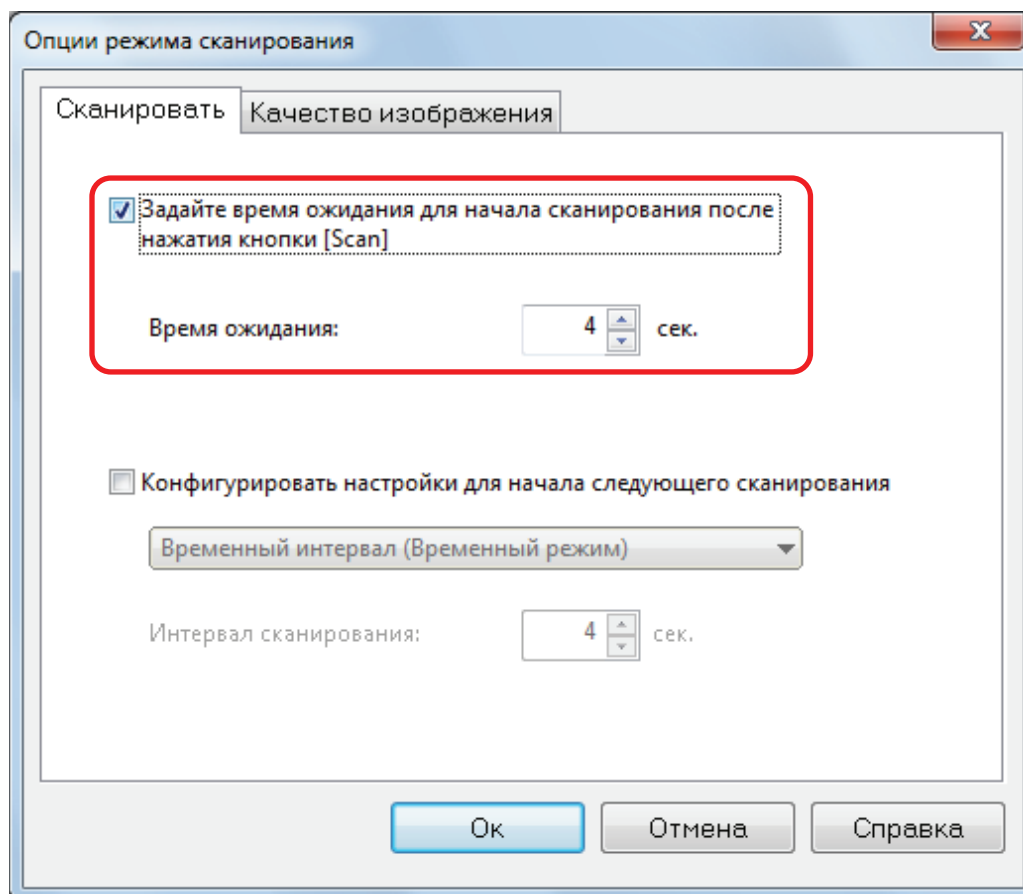 Опции режима сканирования
Сканировать
Качество изображения
Задайте время ожидания для начала сканирования после
нажатия кнопки [Scan]
Время ожидания: 4 сек.
Конфигурировать настройки для начала следующего сканирования
Временный интервал (Временный режим)
Интервал сканирования: 4 сек.
Ок
Отмена
Справка